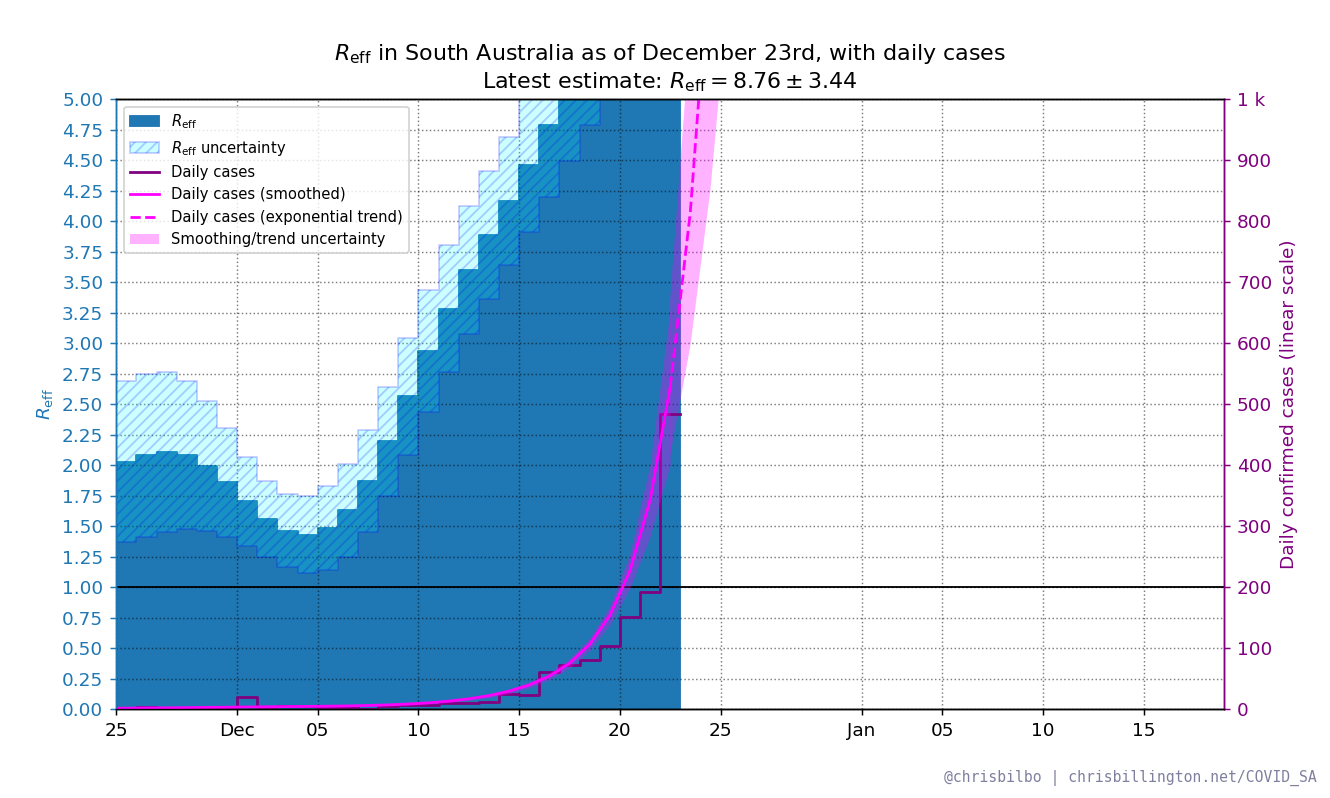 R_eff in South Australia as of December 23rd, with daily cases
Latest estimate: R_eff = 8.76 ± 3.44
R_eff
R_eff uncertainty
Daily cases
Daily cases (smoothed)
Daily cases (exponential trend)
Smoothing/trend uncertainty
5.00
4.75
4.50
4.25
4.00
3.75
3.50
3.25
3.00
2.75
2.50
2.25
2.00
1.75
1.50
1.25
1.00
0.75
0.50
0.25
0.00
R_eff
1 k
900
800
700
600
500
400
300
200
100
0
Daily confirmed cases (linear scale)
25 Dec 05 10 15 20 25 Jan 05 10 15
@chrisbilbo | chrisbillington.net/COVID_SA